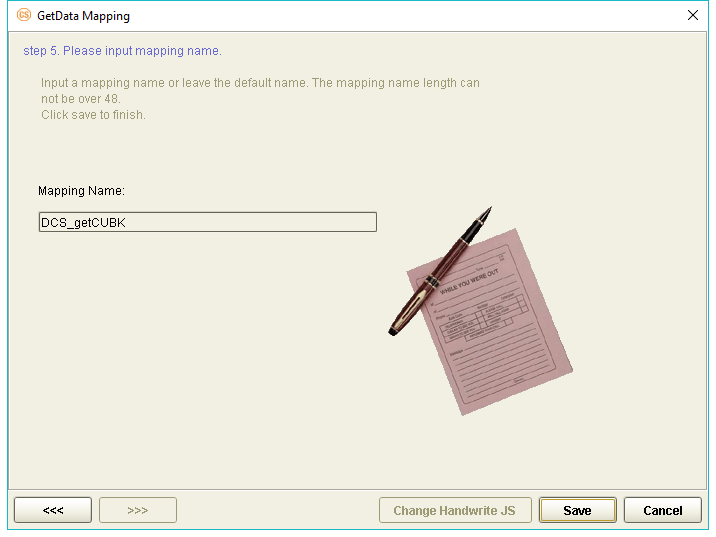 CS GetData Mapping
step 5. Please input mapping name.
Input a mapping name or leave the default name. The mapping name length can
not be over 48.
Click save to finish.
Mapping Name:
DCS_getCUBK
WHILE YOU WERE OUT
<<<
>>>
Change Handwrite JS
Save
Cancel